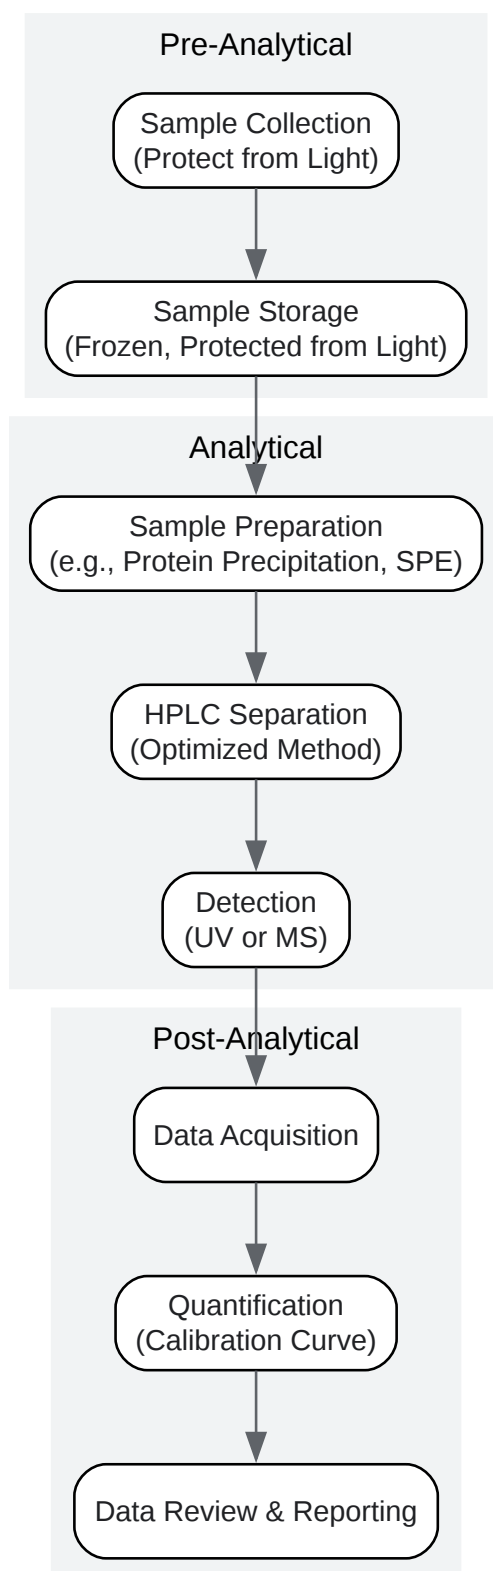 Pre-Analytical
Sample Collection
(Protect from Light)
Sample Storage
(Frozen, Protected from Light)
Analytical
Sample Preparation
(e.g., Protein Precipitation, SPE)
HPLC Separation
(Optimized Method)
Detection
(UV or MS)
Post-Analytical
Data Acquisition
Quantification
(Calibration Curve)
Data Review & Reporting